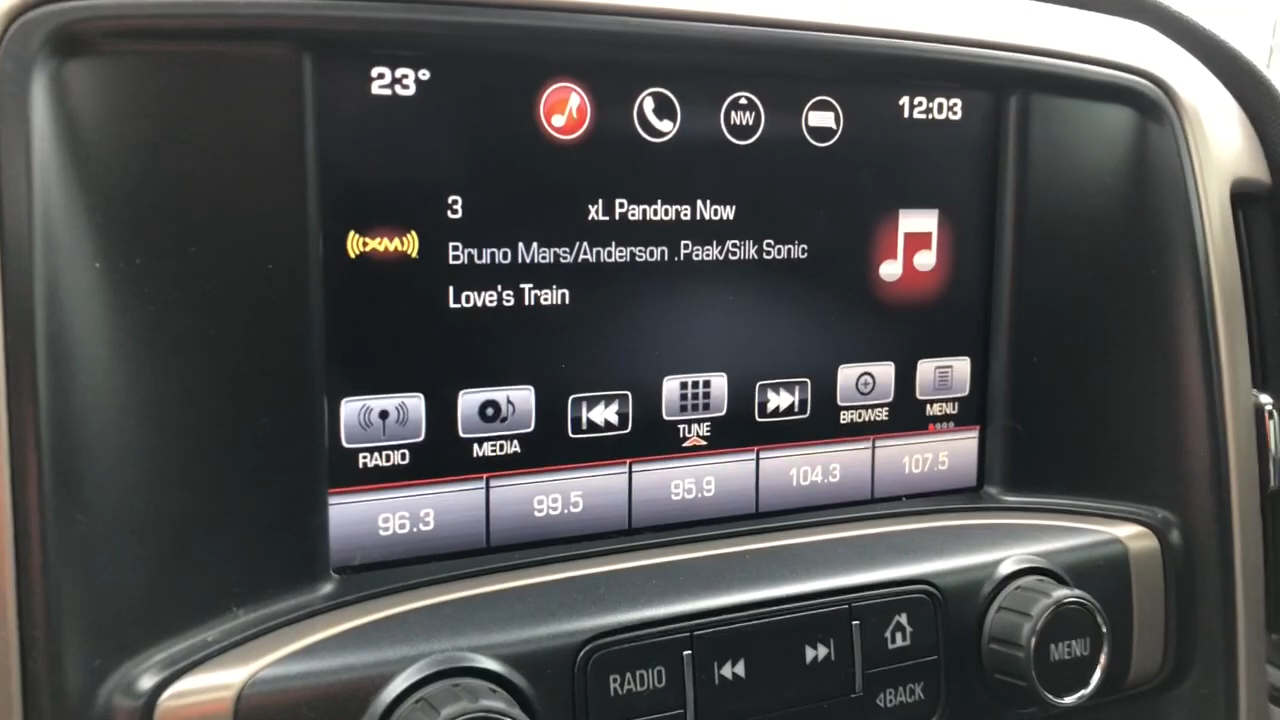 23°
NW
12:03
3
xL Pandora Now
XM
Bruno Mars/Anderson .Paak/Silk Sonic
Love's Train
RADIO
MEDIA
TUNE
BROWSE
MENU
96.3
99.5
95.9
104.3
107.5
RADIO
BACK
MENU